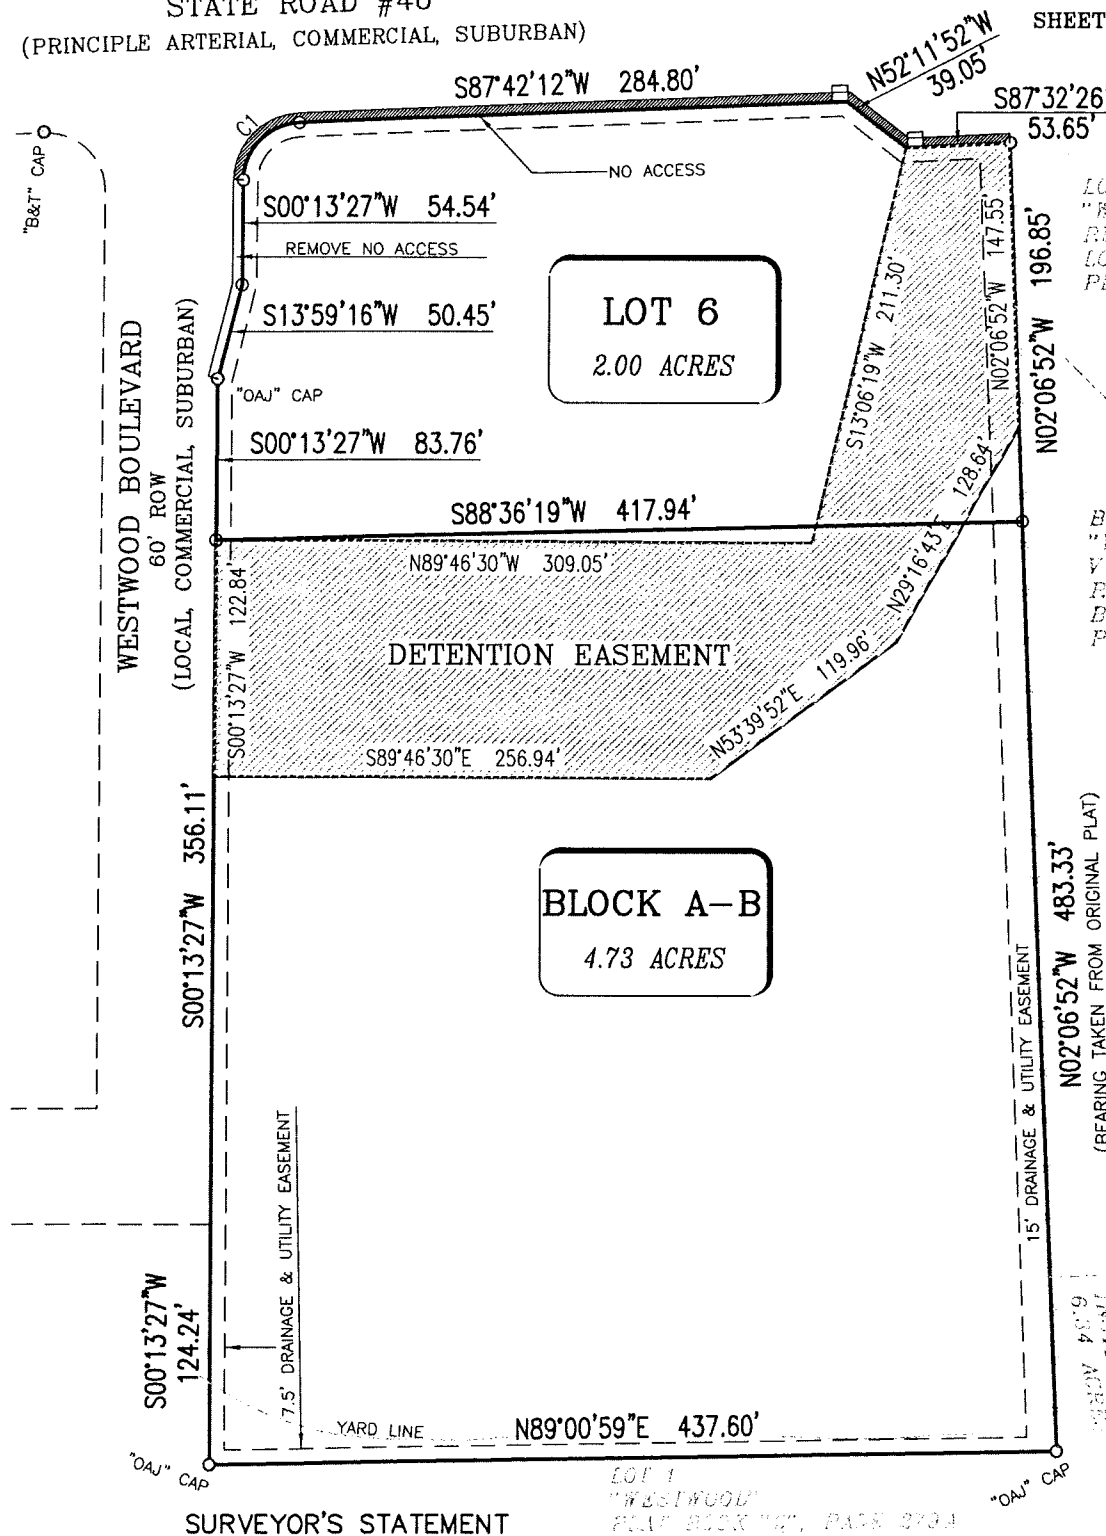 STATE ROAD #46
(PRINCIPLE ARTERIAL, COMMERCIAL, SUBURBAN)
SHEET
N52°11'52"W
39.05'
S87°42'12"W 284.80'
S87°32'26
53.65'
C1
"B&T" CAP
NO ACCESS
S00°13'27"W 54.54'
REMOVE NO ACCESS
S13°59'16"W 50.45'
"OAJ" CAP
S00°13'27"W 83.76'
LOT 6
2.00 ACRES
S13°06'19"W 211.30'
N02°06'52"W 147.55'
N02°06'52"W 196.85'
WESTWOOD BOULEVARD
60' ROW
(LOCAL, COMMERCIAL, SUBURBAN)
S88°36'19"W 417.94'
N89°46'30"W 309.05'
S00°13'27"W 122.84'
DETENTION EASEMENT
N29°16'43"E 128.64'
N53°39'52"E 119.96'
S89°46'30"E 256.94'
S00°13'27"W 356.11'
BLOCK A-B
4.73 ACRES
N02°06'52"W 483.33'
(BEARING TAKEN FROM ORIGINAL PLAT)
15' DRAINAGE & UTILITY EASEMENT
7.5' DRAINAGE & UTILITY EASEMENT
S00°13'27"W
124.24'
6.34 ACRES
YARD LINE
N89°00'59"E 437.60'
"OAJ" CAP
"OAJ" CAP
LOT 1
"WESTWOOD"
SURVEYOR'S STATEMENT